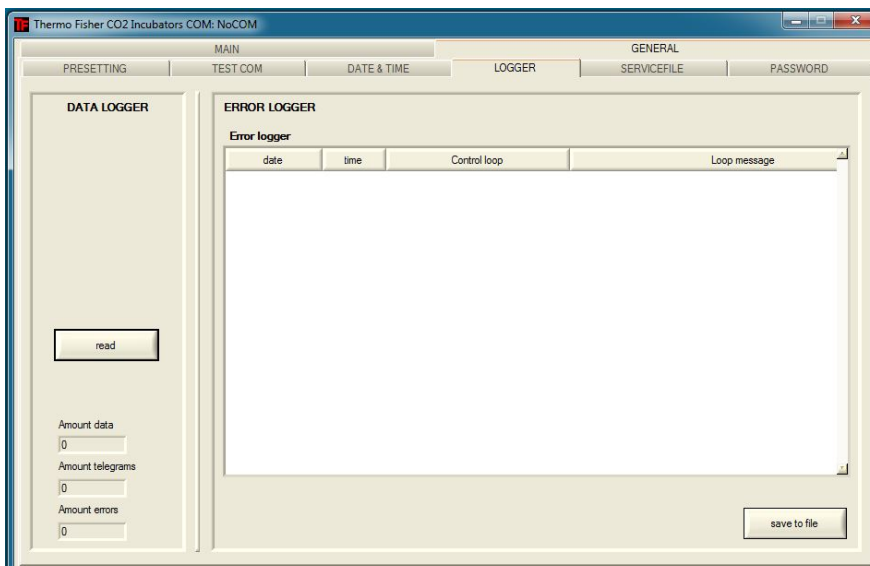 TF Thermo Fisher CO2 Incubators COM: NoCOM
MAIN GENERAL
PRESETTING TEST COM DATE & TIME LOGGER SERVICEFILE PASSWORD
DATA LOGGER
read
Amount data
0
Amount telegrams
0
Amount errors
0
ERROR LOGGER
Error logger
date time Control loop Loop message
save to file